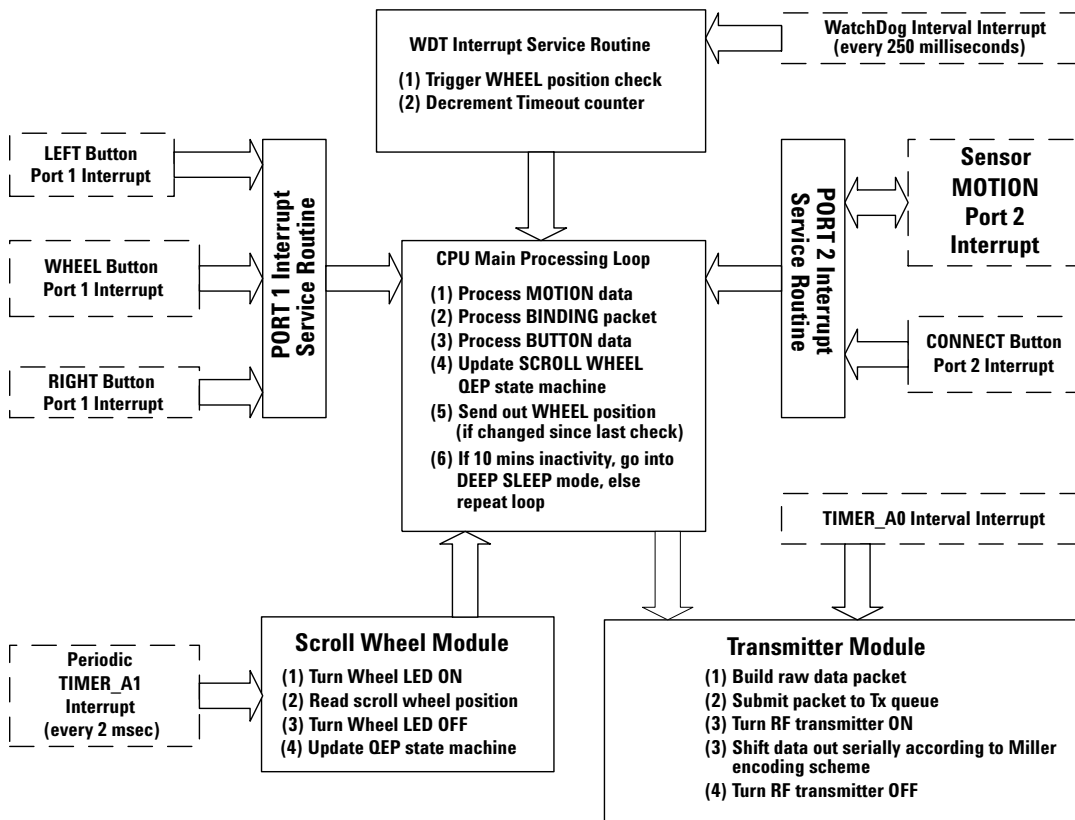 WatchDog Interval Interrupt
(every 250 milliseconds)
WDT Interrupt Service Routine
(1) Trigger WHEEL position check
(2) Decrement Timeout counter
LEFT Button
Port 1 Interrupt
WHEEL Button
Port 1 Interrupt
RIGHT Button
Port 1 Interrupt
PORT 1 Interrupt
Service Routine
CPU Main Processing Loop
(1) Process MOTION data
(2) Process BINDING packet
(3) Process BUTTON data
(4) Update SCROLL WHEEL
QEP state machine
(5) Send out WHEEL position
(if changed since last check)
(6) If 10 mins inactivity, go into
DEEP SLEEP mode, else
repeat loop
PORT 2 Interrupt
Service Routine
Sensor
MOTION
Port 2
Interrupt
CONNECT Button
Port 2 Interrupt
TIMER_A0 Interval Interrupt
Periodic
TIMER_A1
Interrupt
(every 2 msec)
Scroll Wheel Module
(1) Turn Wheel LED ON
(2) Read scroll wheel position
(3) Turn Wheel LED OFF
(4) Update QEP state machine
Transmitter Module
(1) Build raw data packet
(2) Submit packet to Tx queue
(3) Turn RF transmitter ON
(3) Shift data out serially according to Miller
encoding scheme
(4) Turn RF transmitter OFF